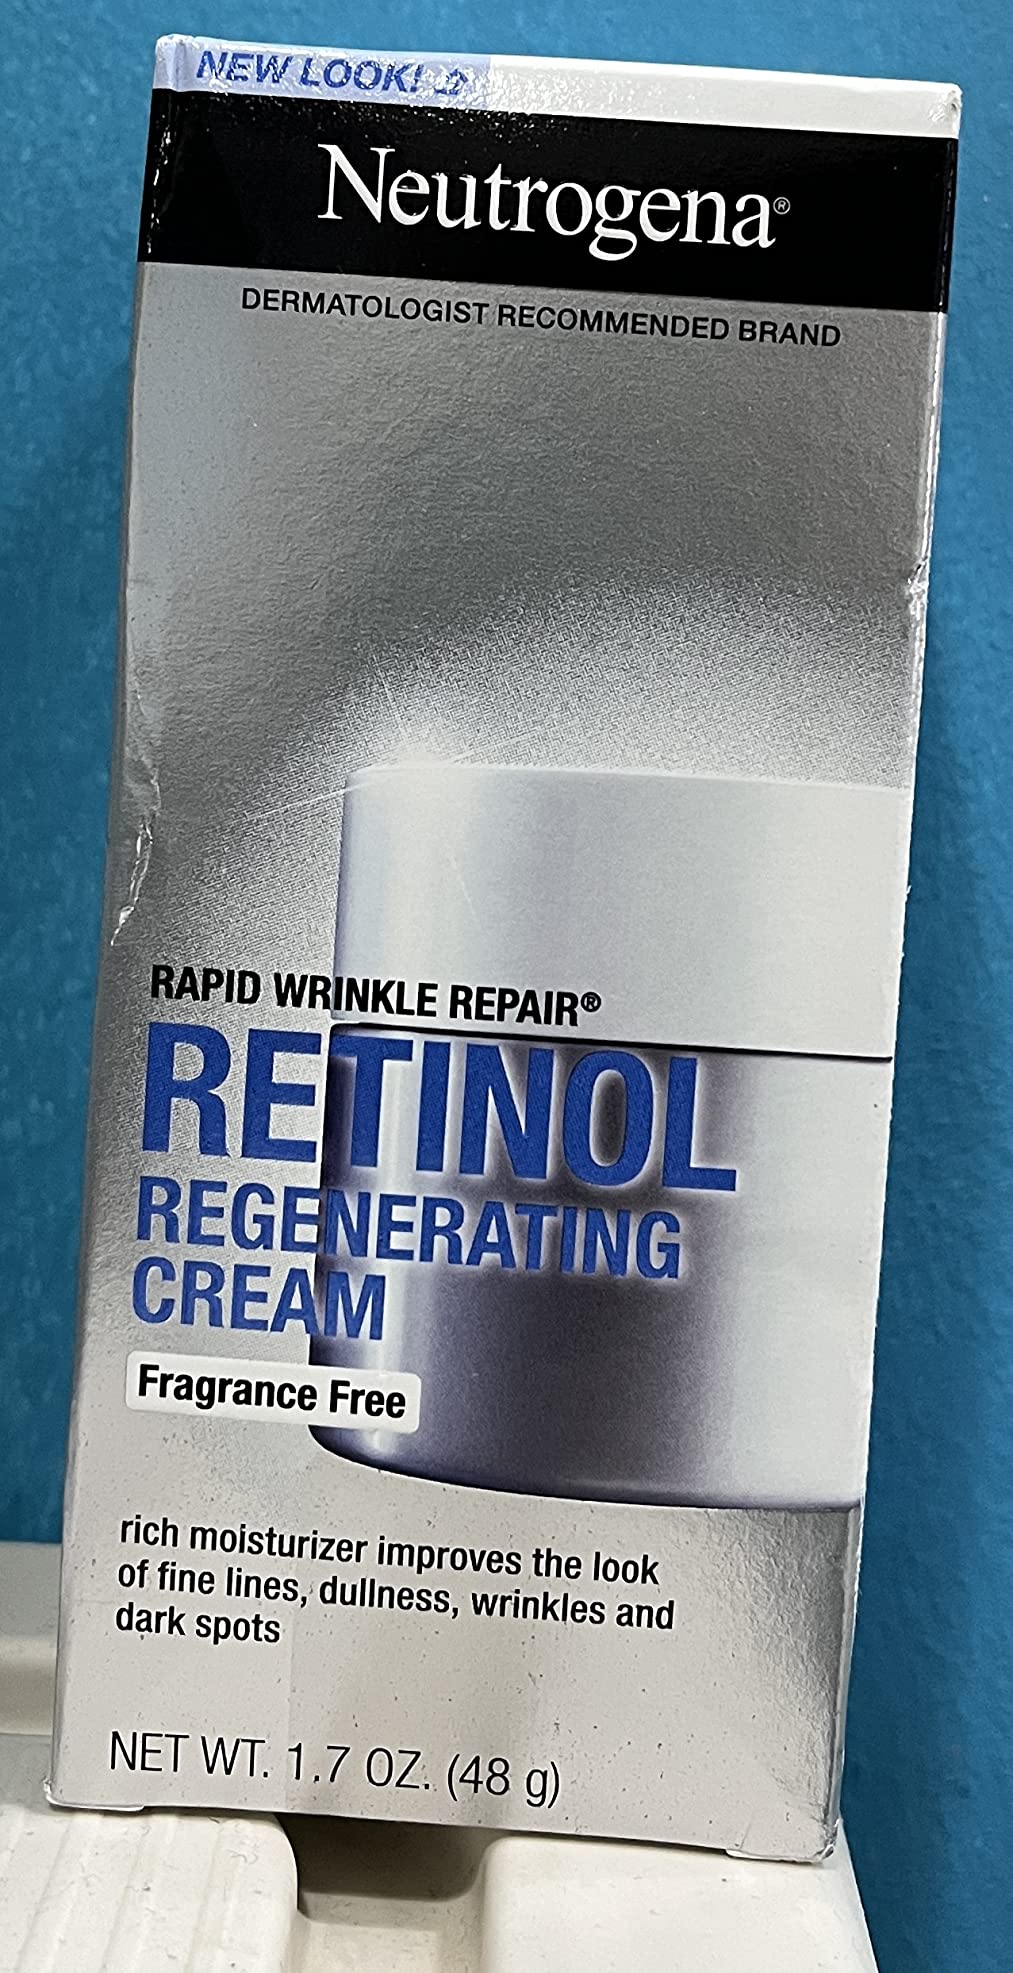 NEW LOOK!
Neutrogena®
DERMATOLOGIST RECOMMENDED BRAND
RAPID WRINKLE REPAIR®
RETINOL
REGENERATING
CREAM
Fragrance Free
rich moisturizer improves the look
of fine lines, dullness, wrinkles and
dark spots
NET WT. 1.7 OZ. (48 g)